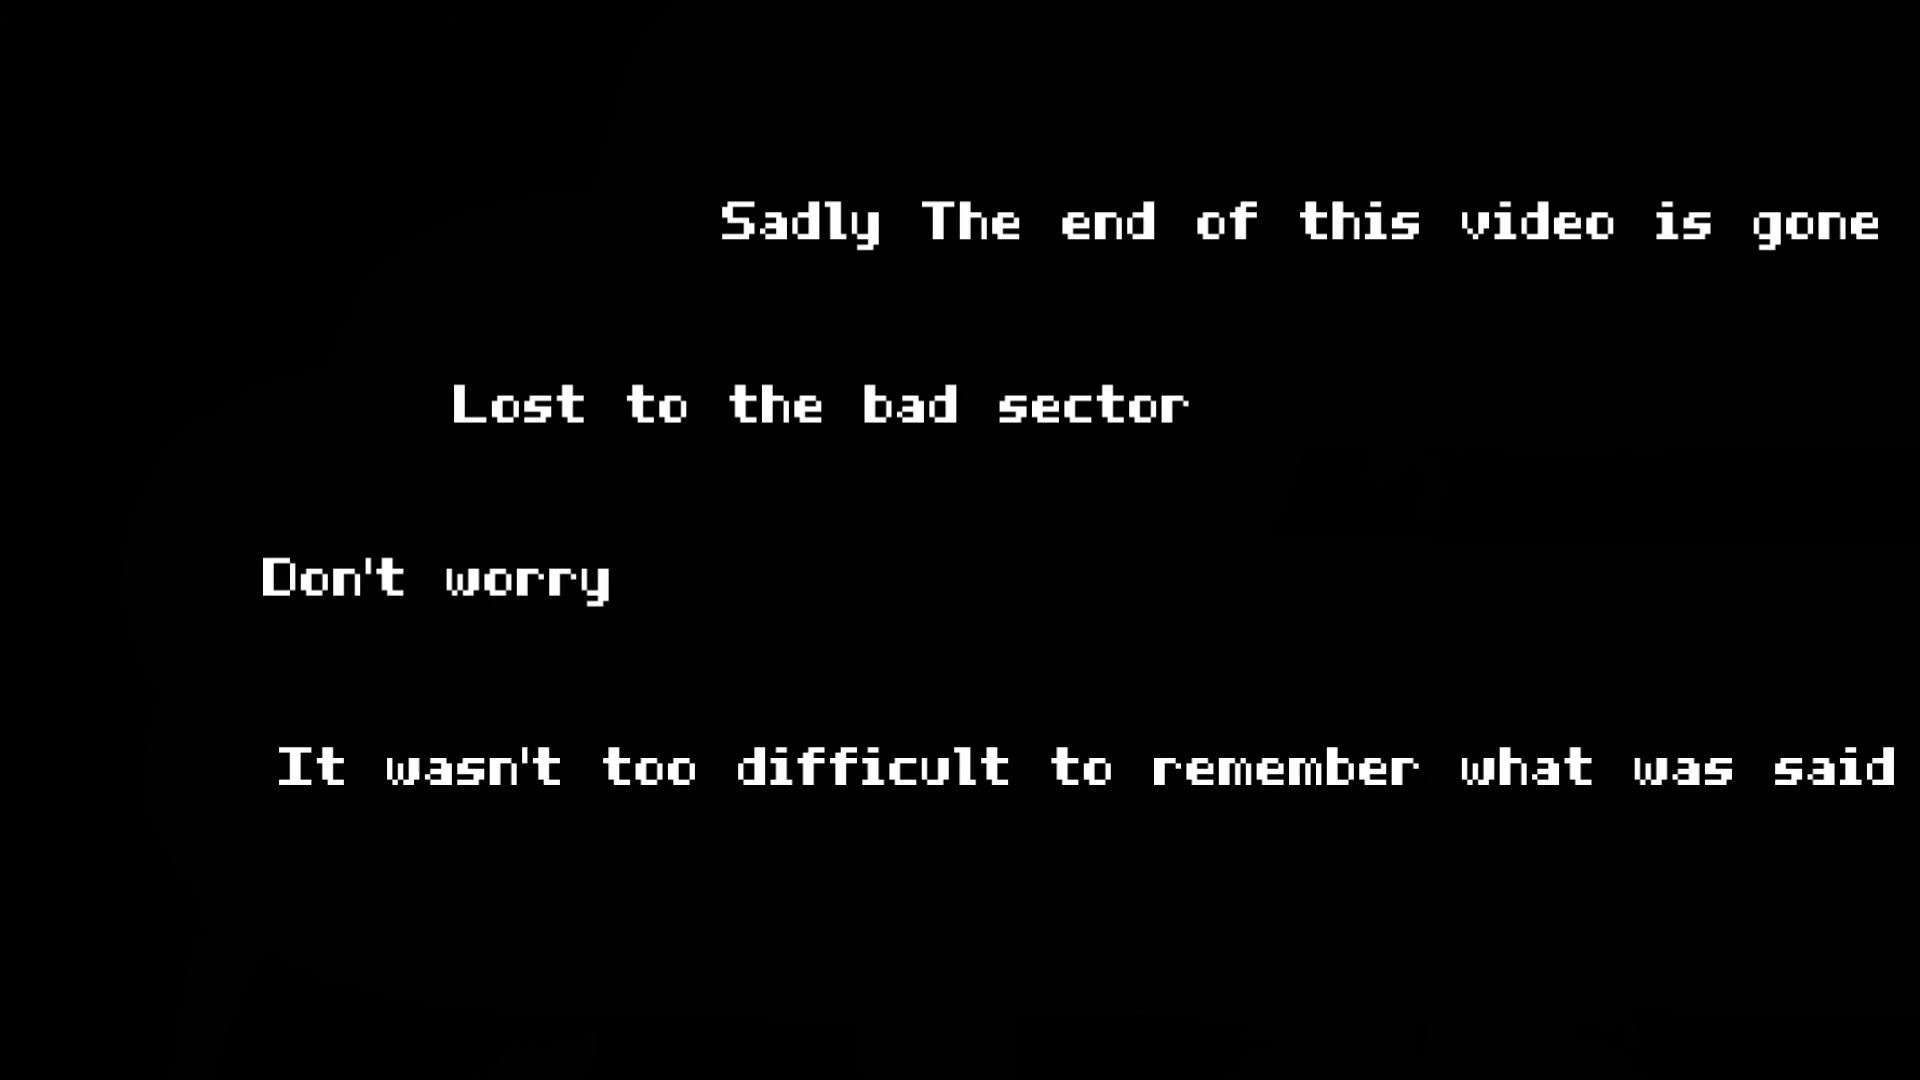 Sadly The end of this video is gone
Lost to the bad sector
Don't worry
It wasn't too difficult to remember what was said